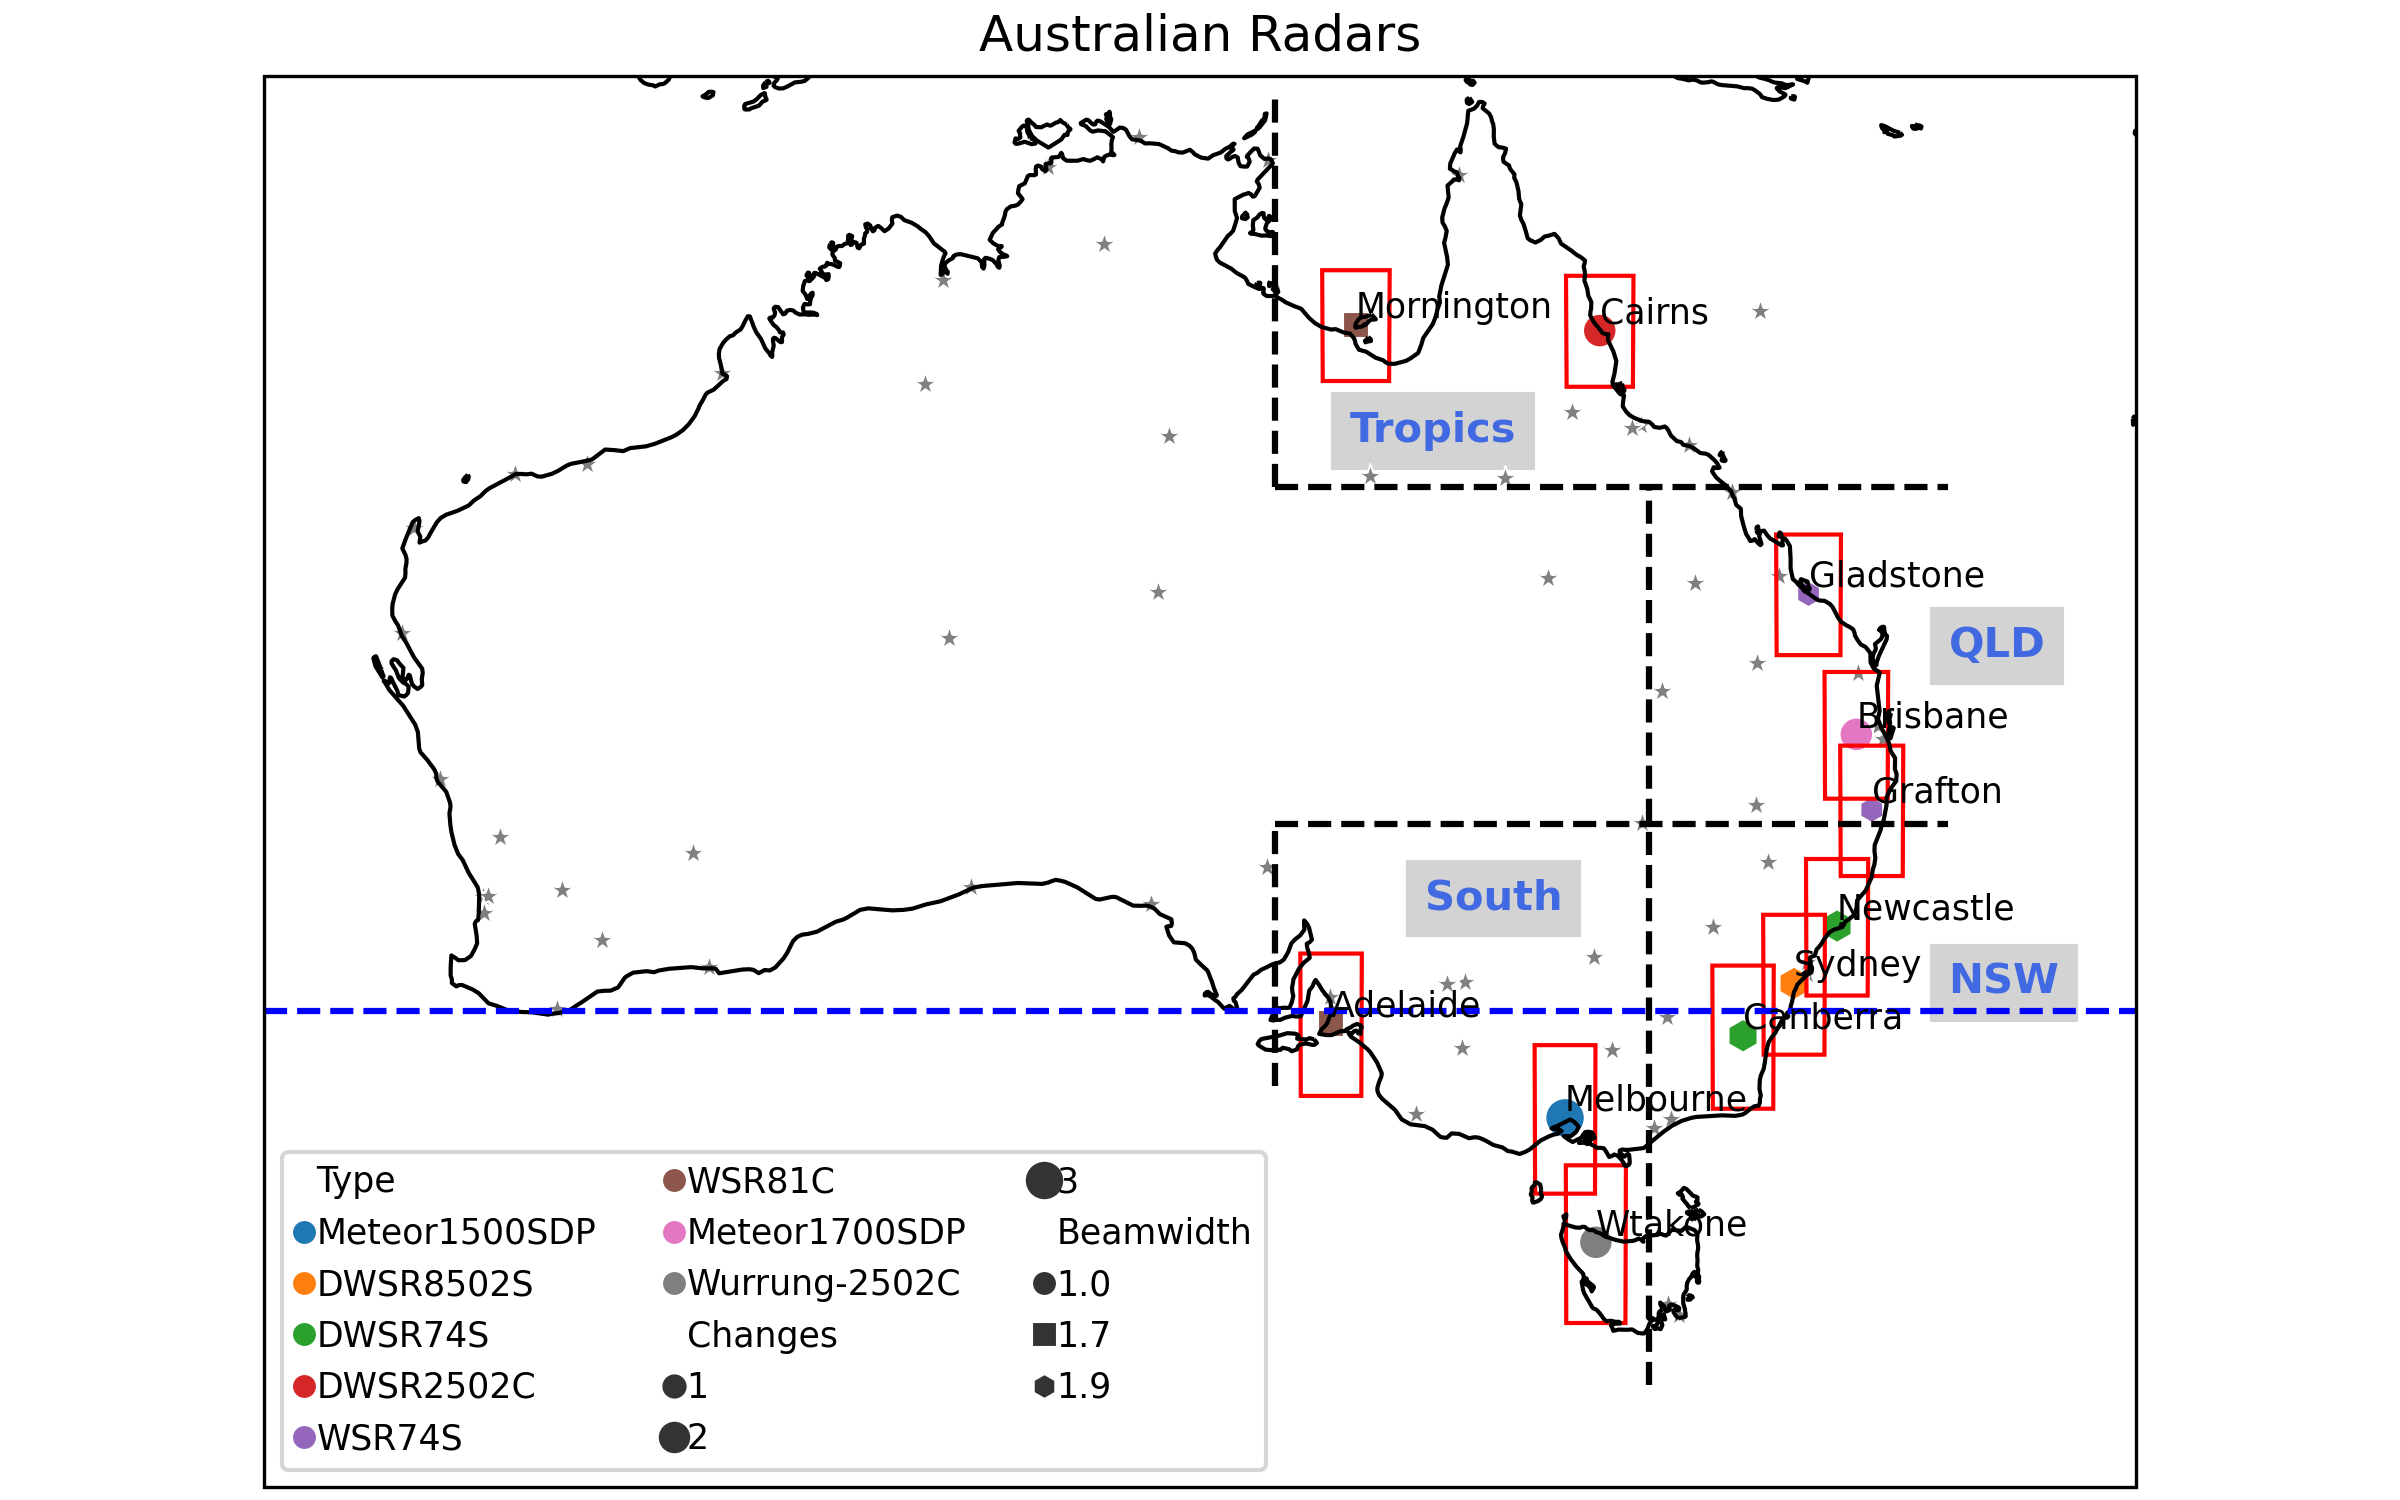 Australian Radars
Mornington
Cairns
Tropics
Gladstone
QLD
Brisbane
Grafton
South
Newcastle
Sydney
NSW
Adelaide
Canberra
Melbourne
Wtakone
Type
Meteor1500SDP
DWSR8502S
DWSR74S
DWSR2502C
WSR74S
WSR81C
Meteor1700SDP
Wurrung-2502C
Changes
1
2
3
Beamwidth
1.0
1.7
1.9